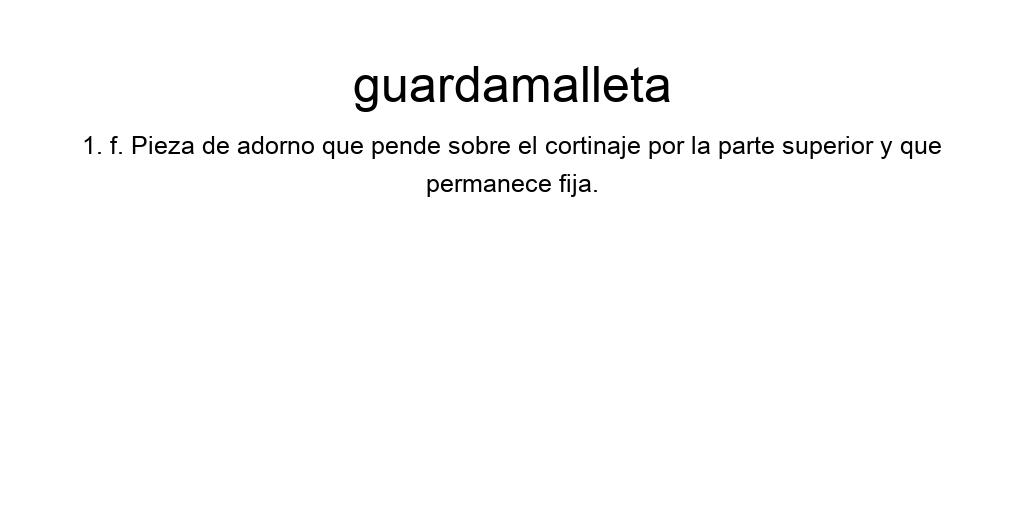 guardamalleta
1. f. Pieza de adorno que pende sobre el cortinaje por la parte superior y que
permanece fija.